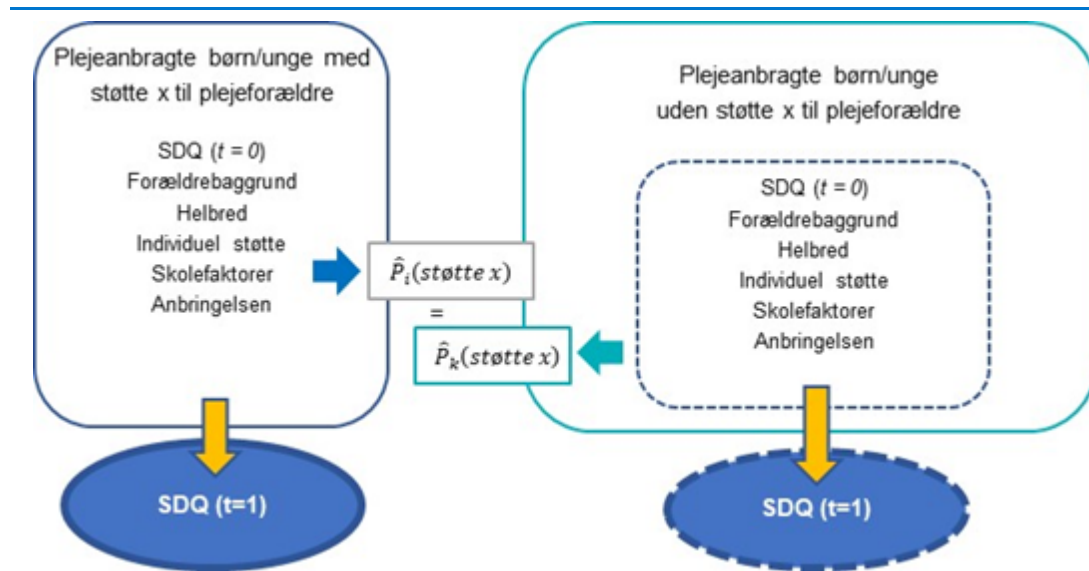 Plejeanbragte børn/unge med
støtte x til plejeforældre
SDQ (t = 0)
Forældrebaggrund
Helbred
Individuel støtte
Skolefaktorer
Anbringelsen
P̂ᵢ(støtte x)
=
P̂ₖ(støtte x)
Plejeanbragte børn/unge
uden støtte x til plejeforældre
SDQ (t = 0)
Forældrebaggrund
Helbred
Individuel støtte
Skolefaktorer
Anbringelsen
SDQ (t=1)
SDQ (t=1)